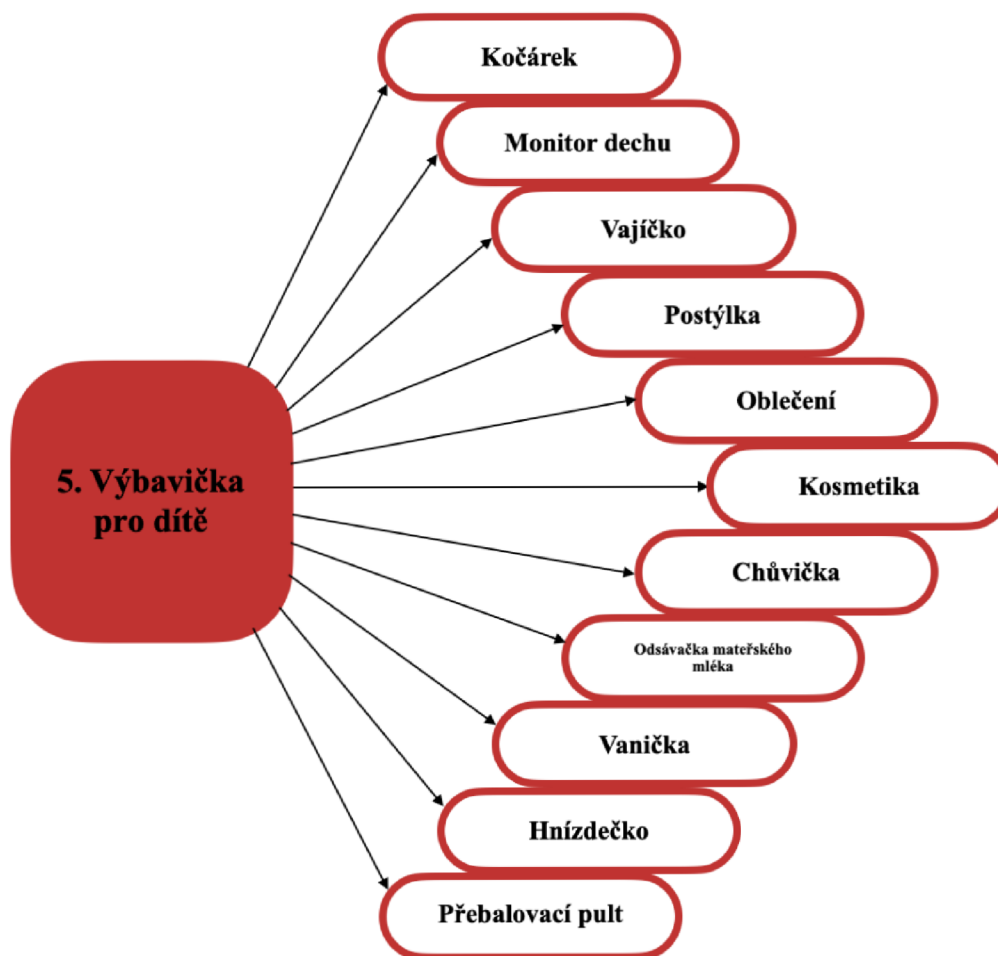 Kočárek
Monitor dechu
Vajíčko
Postýlka
Oblečení
5. Výbavička
pro dítě
Kosmetika
Chůvička
Odsávačka mateřského
mléka
Vanička
Hnízdečko
Přebalovací pult